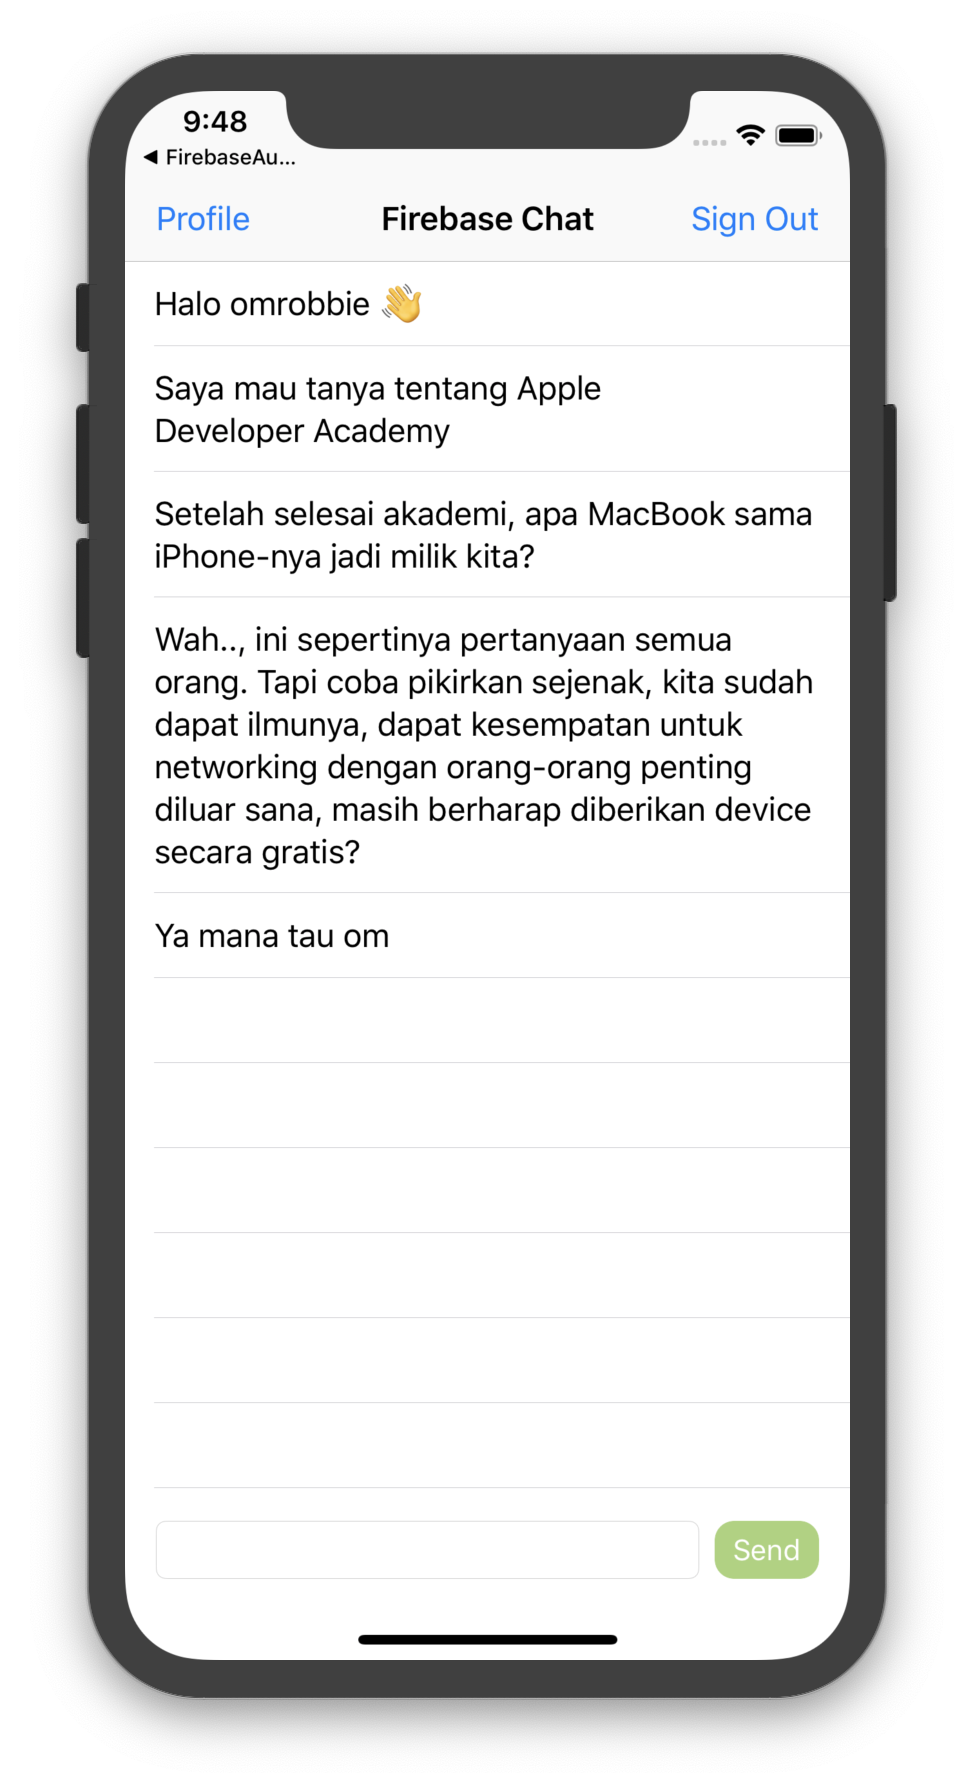 9:48
◀ FirebaseAu...
Profile
Firebase Chat
Sign Out
Halo omrobbie 👋
Saya mau tanya tentang Apple
Developer Academy
Setelah selesai akademi, apa MacBook sama
iPhone-nya jadi milik kita?
Wah.., ini sepertinya pertanyaan semua
orang. Tapi coba pikirkan sejenak, kita sudah
dapat ilmunya, dapat kesempatan untuk
networking dengan orang-orang penting
diluar sana, masih berharap diberikan device
secara gratis?
Ya mana tau om
Send